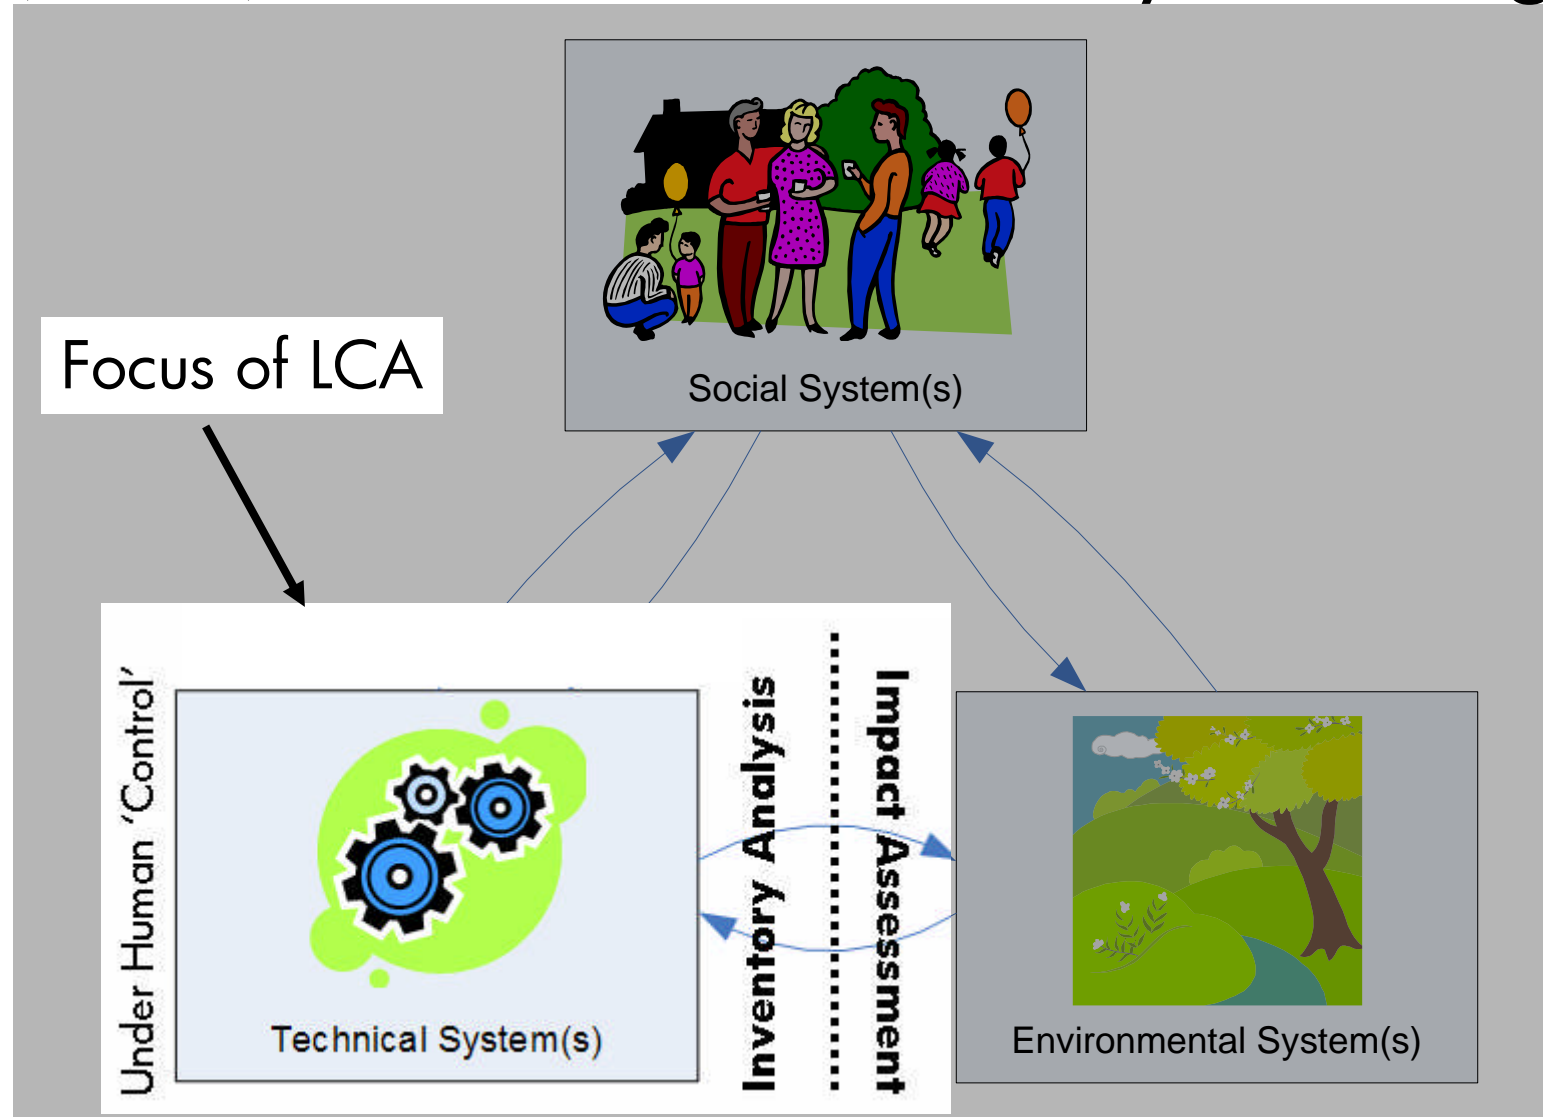 Social System(s)
Focus of LCA
Under Human ‘Control’
Technical System(s)
Inventory Analysis
Impact Assessment
Environmental System(s)